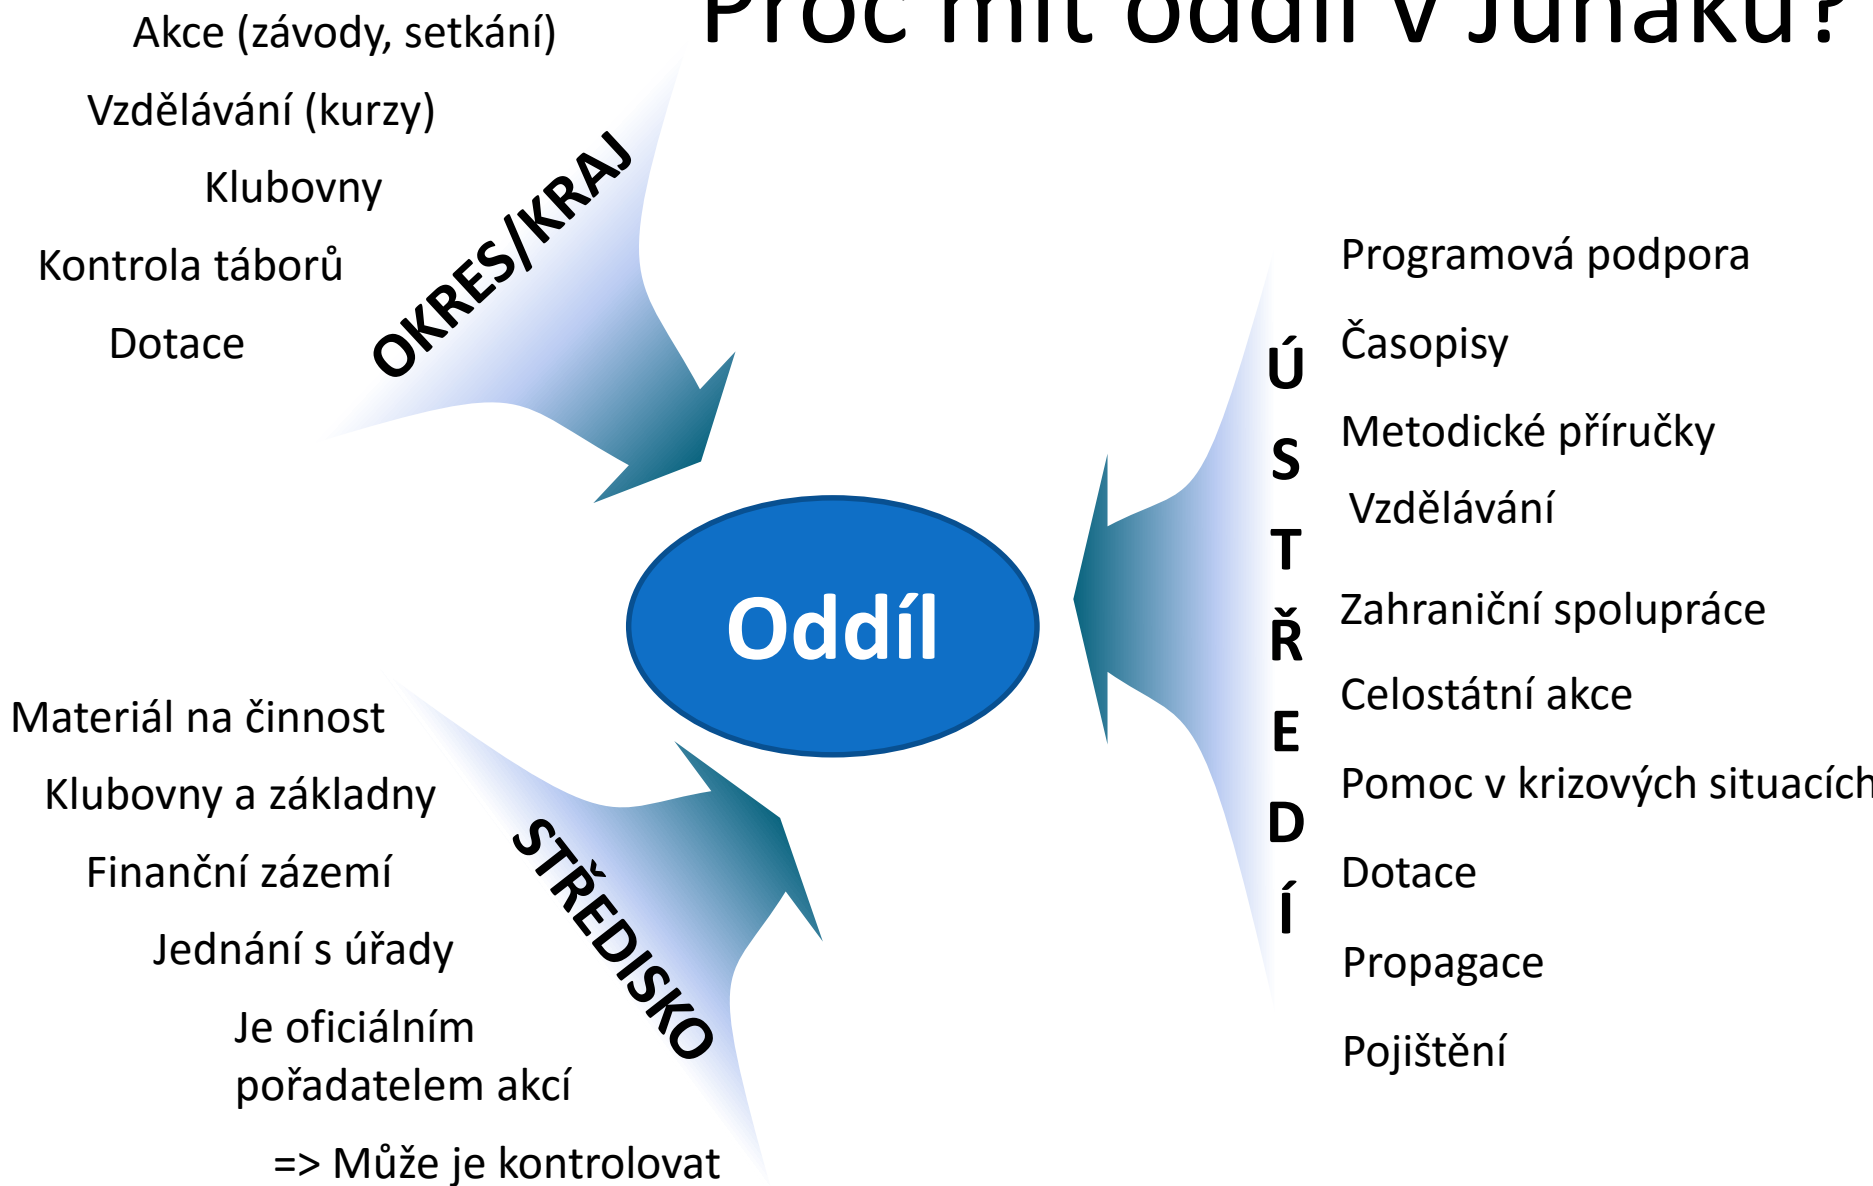 Proč mít oddíl v Junáku?
Akce (závody, setkání)
Vzdělávání (kurzy)
Klubovny
Kontrola táborů
Dotace
OKRES/KRAJ
Oddíl
Materiál na činnost
Klubovny a základny
Finanční zázemí
Jednání s úřady
Je oficiálním
pořadatelem akcí
=> Může je kontrolovat
STŘEDISKO
ÚSTŘEDÍ
Programová podpora
Časopisy
Metodické příručky
Vzdělávání
Zahraniční spolupráce
Celostátní akce
Pomoc v krizových situacích
Dotace
Propagace
Pojištění